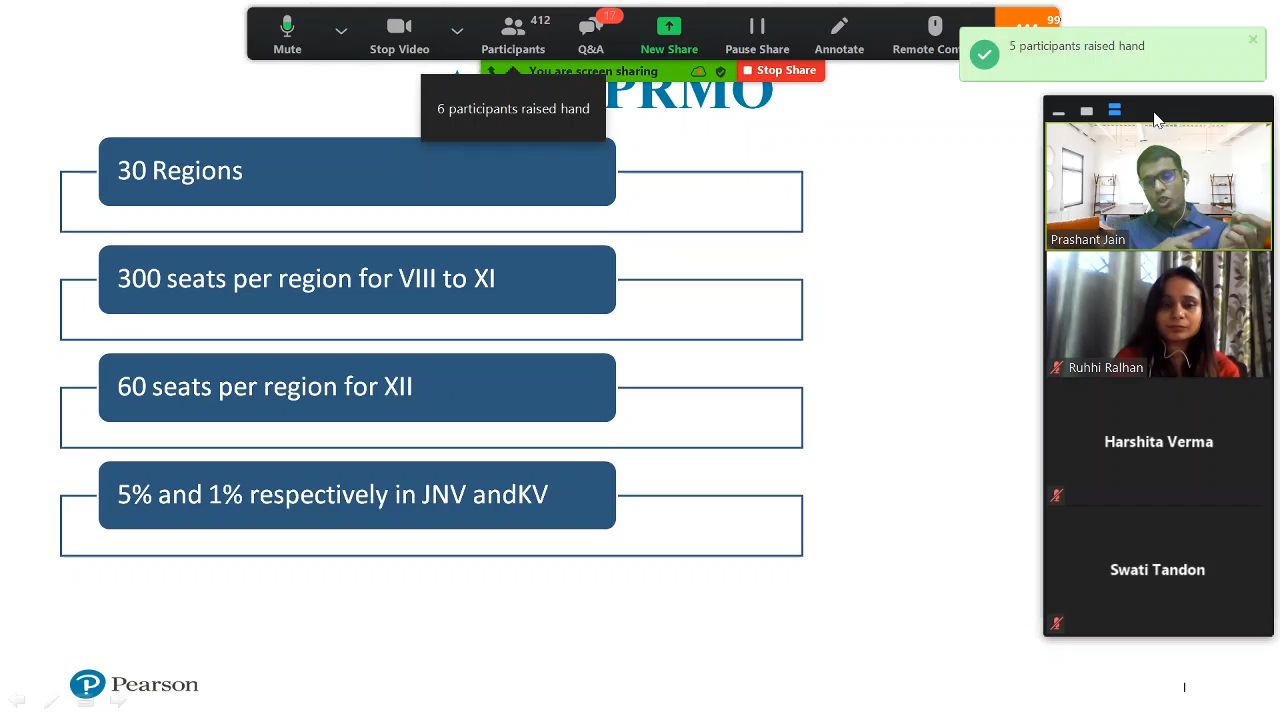 412
17
99
Mute
Stop Video
Participants
Q&A
New Share
Pause Share
Annotate
Remote Con
5 participants raised hand
You are screen sharing
Stop Share
PRMO
6 participants raised hand
30 Regions
300 seats per region for VIII to XI
60 seats per region for XII
5% and 1% respectively in JNV andKV
Prashant Jain
Ruhhi Ralhan
Harshita Verma
Swati Tandon
Pearson
1